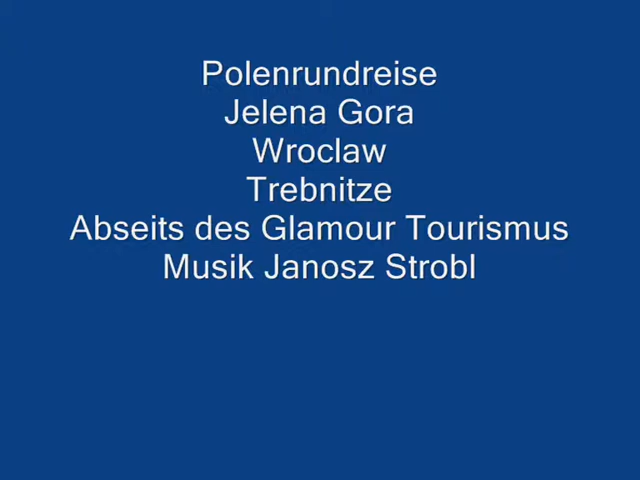 Polenrundreise
Jelena Gora
Wroclaw
Trebnitze
Abseits des Glamour Tourismus
Musik Janosz Strobl